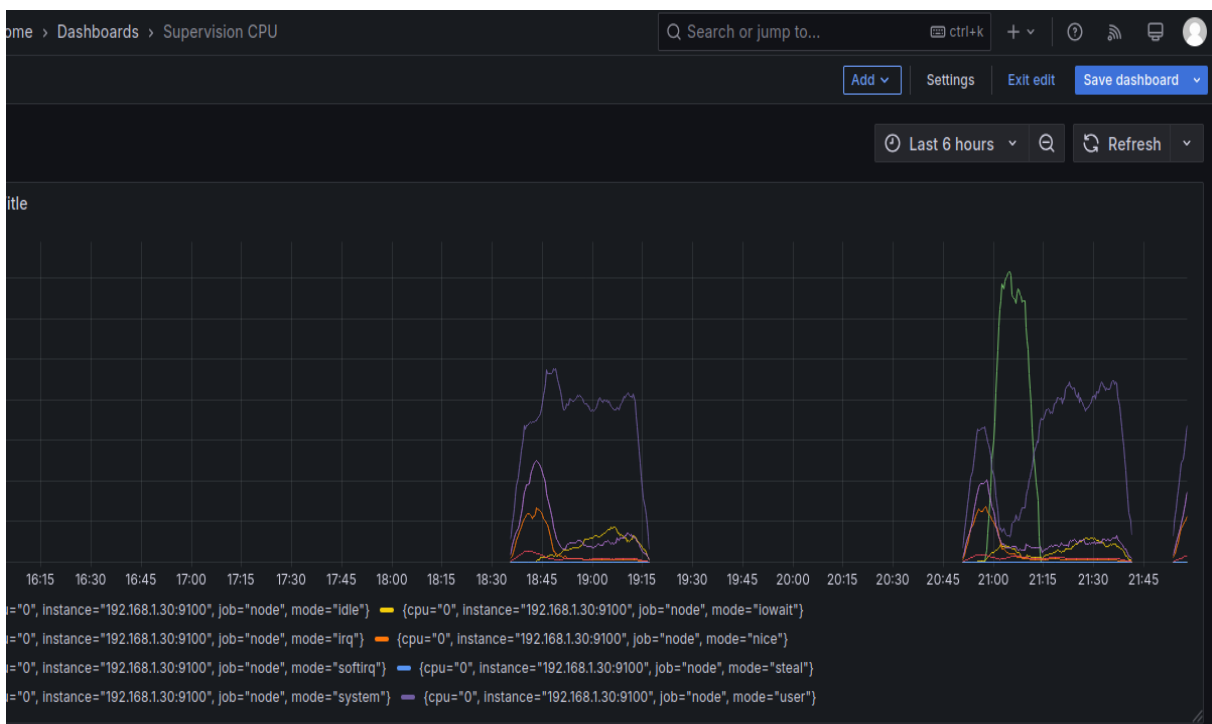 ome › Dashboards › Supervision CPU Search or jump to... ctrl+k
Add Settings Exit edit Save dashboard
Last 6 hours Refresh
itle
16:15 16:30 16:45 17:00 17:15 17:30 17:45 18:00 18:15 18:30 18:45 19:00 19:15 19:30 19:45 20:00 20:15 20:30 20:45 21:00 21:15 21:30 21:45
="0", instance="192.168.1.30:9100", job="node", mode="idle"} {cpu="0", instance="192.168.1.30:9100", job="node", mode="iowait"}
="0", instance="192.168.1.30:9100", job="node", mode="irq"} {cpu="0", instance="192.168.1.30:9100", job="node", mode="nice"}
="0", instance="192.168.1.30:9100", job="node", mode="softirq"} {cpu="0", instance="192.168.1.30:9100", job="node", mode="steal"}
="0", instance="192.168.1.30:9100", job="node", mode="system"} {cpu="0", instance="192.168.1.30:9100", job="node", mode="user"}